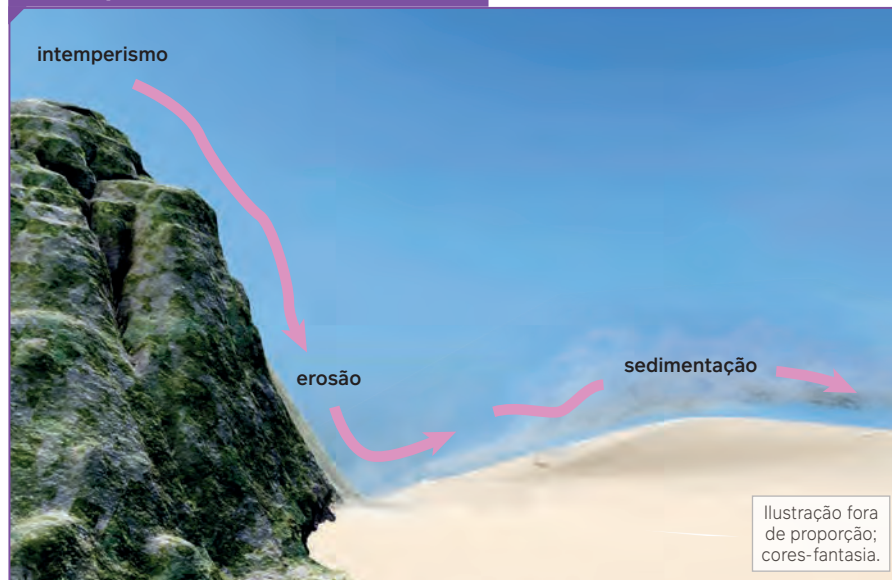 intemperismo
erosão
sedimentação
Ilustração fora
de proporção;
cores-fantasia.